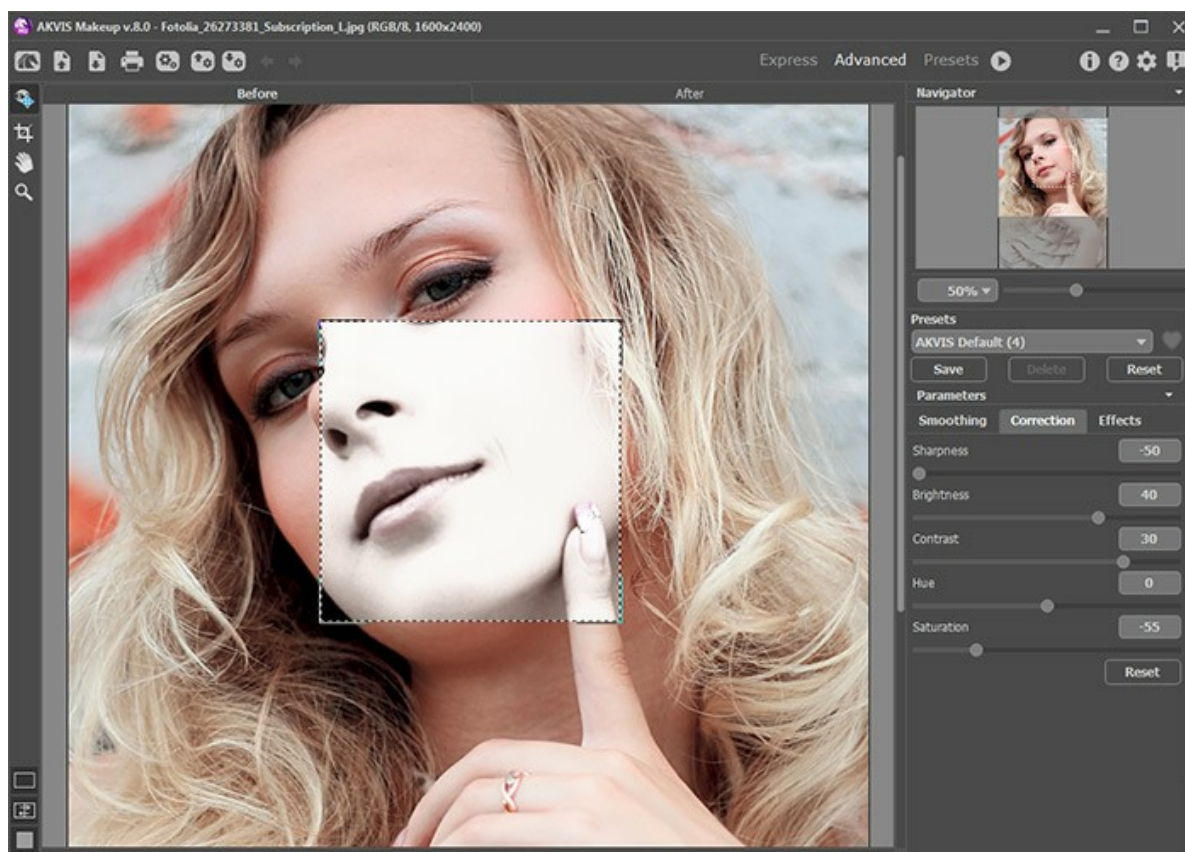 AKVIS Makeup v.8.0 - Fotolia_26273381_Subscription_L.jpg (RGB/8, 1600x2400)
Express Advanced Presets
Before After
Navigator
50%
Presets
AKVIS Default (4)
Save Delete Reset
Parameters
Smoothing Correction Effects
Sharpness -50
Brightness 40
Contrast 30
Hue 0
Saturation -55
Reset